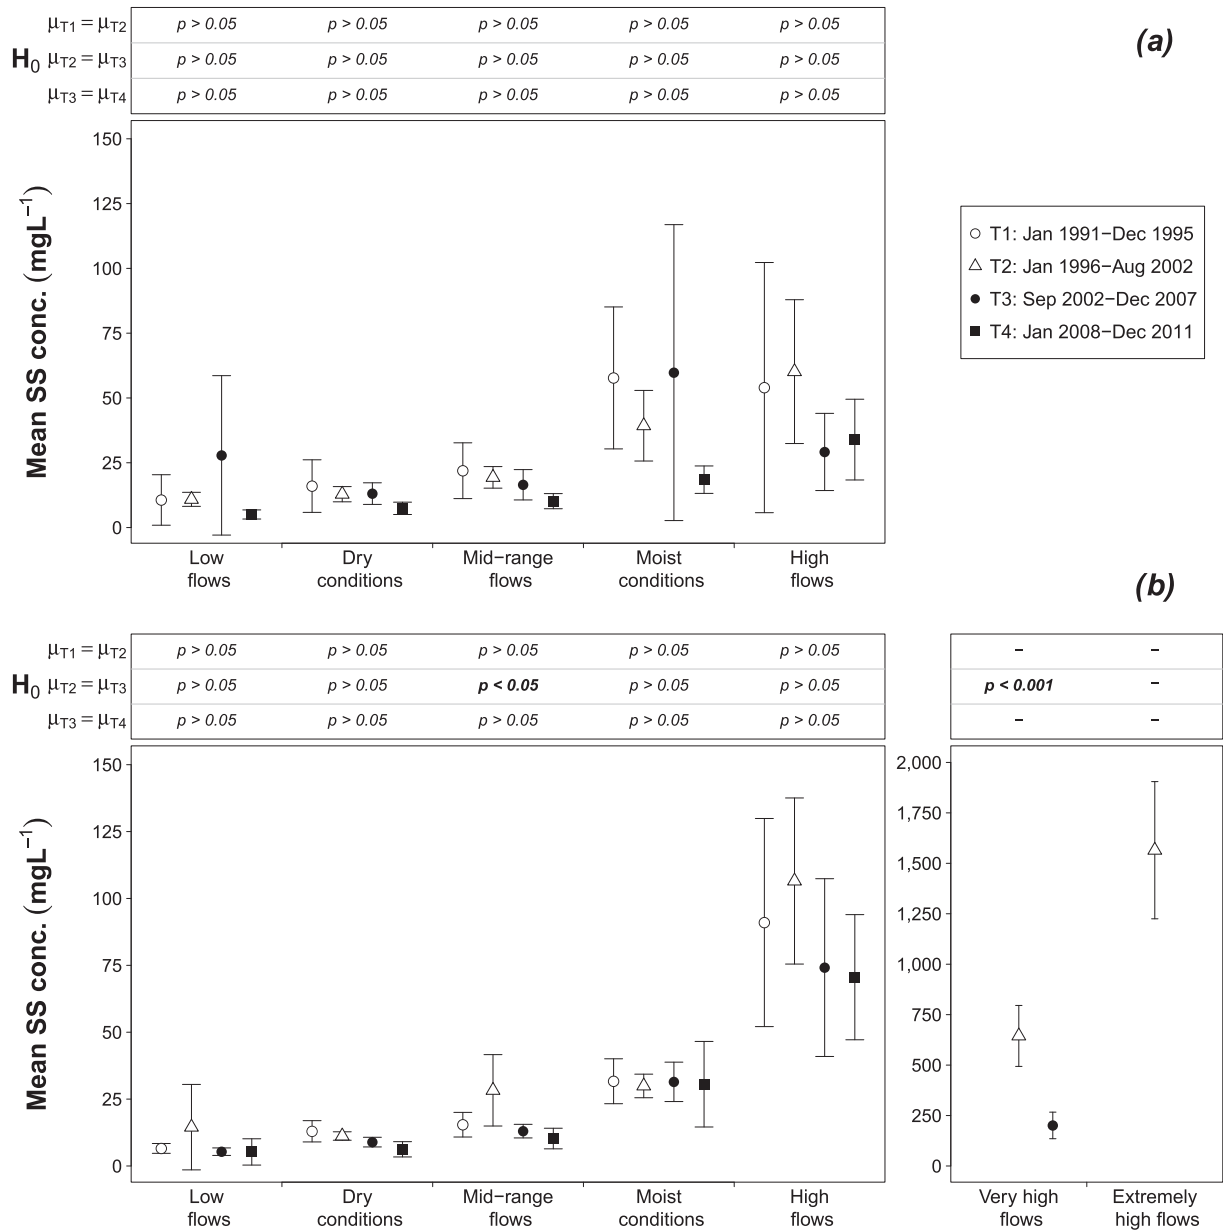 μT1 = μT2 p > 0.05 p > 0.05 p > 0.05 p > 0.05 p > 0.05
H0 μT2 = μT3 p > 0.05 p > 0.05 p > 0.05 p > 0.05 p > 0.05
μT3 = μT4 p > 0.05 p > 0.05 p > 0.05 p > 0.05 p > 0.05
(a)
Mean SS conc. (mgL−1)
150
125
100
75
50
25
0
Low flows
Dry conditions
Mid−range flows
Moist conditions
High flows
T1: Jan 1991−Dec 1995
T2: Jan 1996−Aug 2002
T3: Sep 2002−Dec 2007
T4: Jan 2008−Dec 2011
(b)
μT1 = μT2 p > 0.05 p > 0.05 p > 0.05 p > 0.05 p > 0.05 – –
H0 μT2 = μT3 p > 0.05 p > 0.05 p < 0.05 p > 0.05 p > 0.05 p < 0.001 –
μT3 = μT4 p > 0.05 p > 0.05 p > 0.05 p > 0.05 p > 0.05 – –
Mean SS conc. (mgL−1)
150
125
100
75
50
25
0
Low flows
Dry conditions
Mid−range flows
Moist conditions
High flows
2,000
1,750
1,500
1,250
1,000
750
500
250
0
Very high flows
Extremely high flows